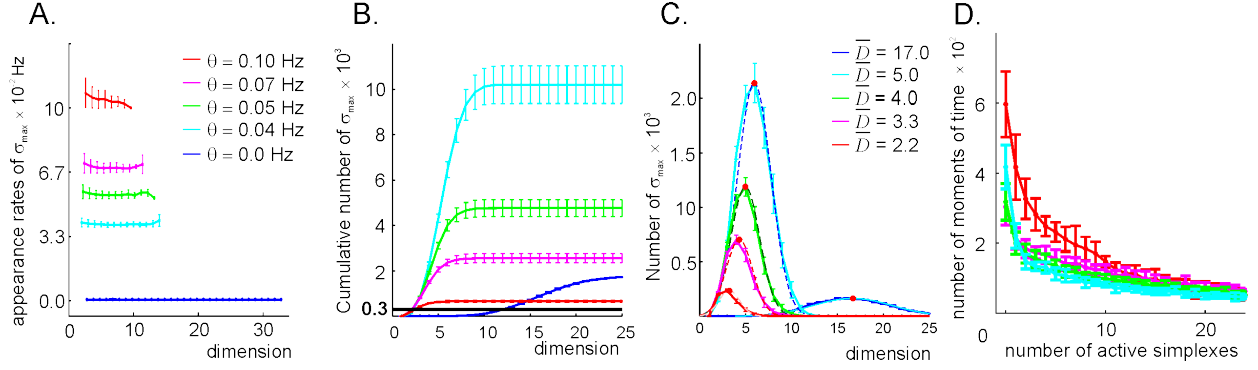 A.
appearance rates of σmax × 10⁻² Hz
10
6.7
3.3
0.0
0
10
20
30
dimension
θ = 0.10 Hz
θ = 0.07 Hz
θ = 0.05 Hz
θ = 0.04 Hz
θ = 0.0 Hz
B.
Cumulative number of σmax × 10³
10
8
6
4
2
0.3
0
5
10
15
20
25
dimension
C.
Number of σmax × 10³
2.0
1.5
1.0
0.5
0
5
10
15
20
25
dimension
D̅ = 17.0
D̅ = 5.0
D̅ = 4.0
D̅ = 3.3
D̅ = 2.2
D.
number of moments of time × 10²
6
4
2
0
10
20
number of active simplexes